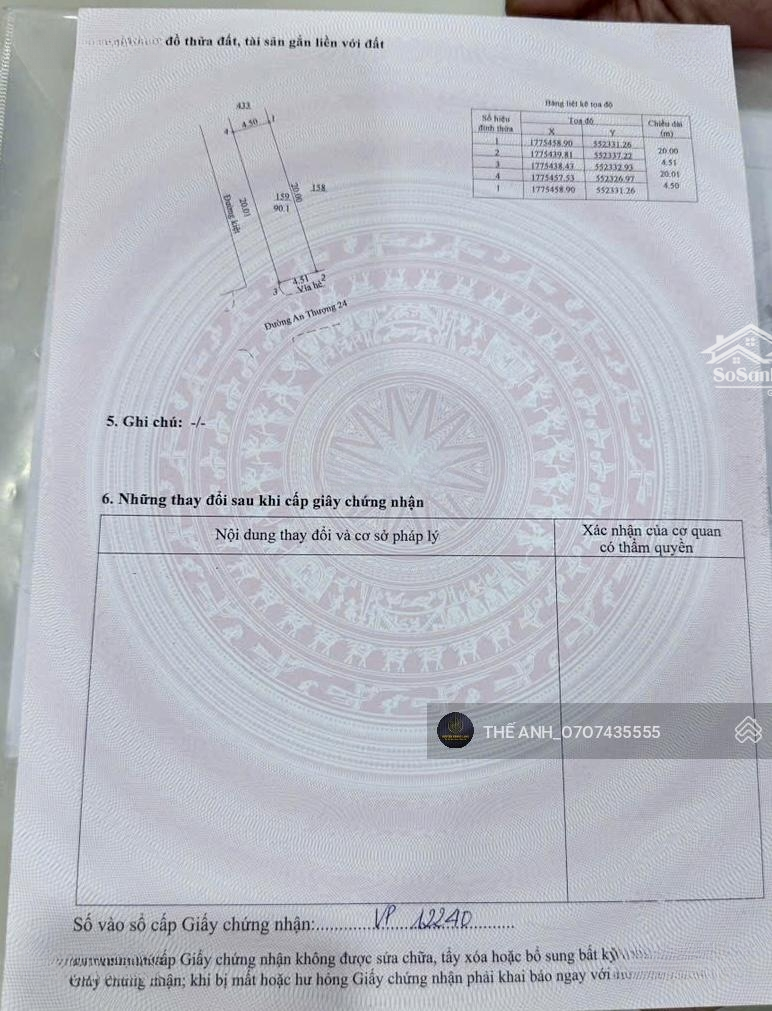 đồ thửa đất, tài sản gắn liền với đất
433
4 4.50 1
Đường kiệt
20.01
159
90.1
20.00
158
3 4.51 2
Vỉa hè
Đường An Thượng 24
Bảng liệt kê tọa độ
Số hiệu đỉnh thửa Tọa độ Chiều dài (m)
X Y
1 1775458.90 552331.26
20.00
2 1775439.81 552337.22
4.51
3 1775438.43 552332.93
20.01
4 1775457.53 552326.97
4.50
1 1775458.90 552331.26
SoSanh
5. Ghi chú: -/-
6. Những thay đổi sau khi cấp giấy chứng nhận
Nội dung thay đổi và cơ sở pháp lý
Xác nhận của cơ quan
có thẩm quyền
THẾ ANH_0707435555
Số vào sổ cấp Giấy chứng nhận: VP 12240
cấp Giấy chứng nhận không được sửa chữa, tẩy xóa hoặc bổ sung bất kỳ
Giấy chứng nhận; khi bị mất hoặc hư hỏng Giấy chứng nhận phải khai báo ngay với